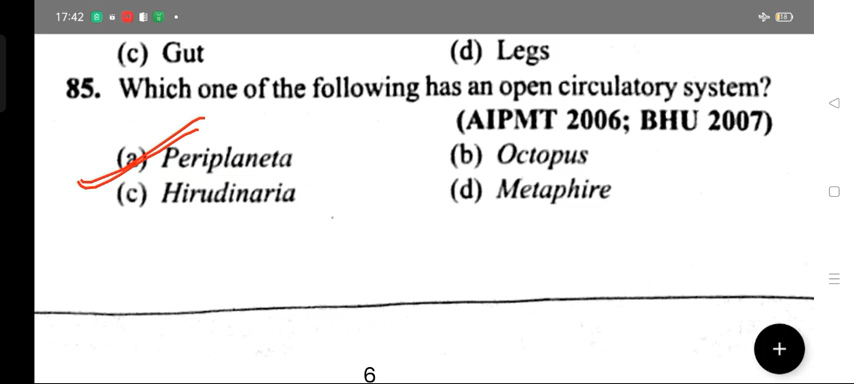 17:42
18
(c) Gut (d) Legs
85. Which one of the following has an open circulatory system?
(AIPMT 2006; BHU 2007)
(a) Periplaneta (b) Octopus
(c) Hirudinaria (d) Metaphire
6